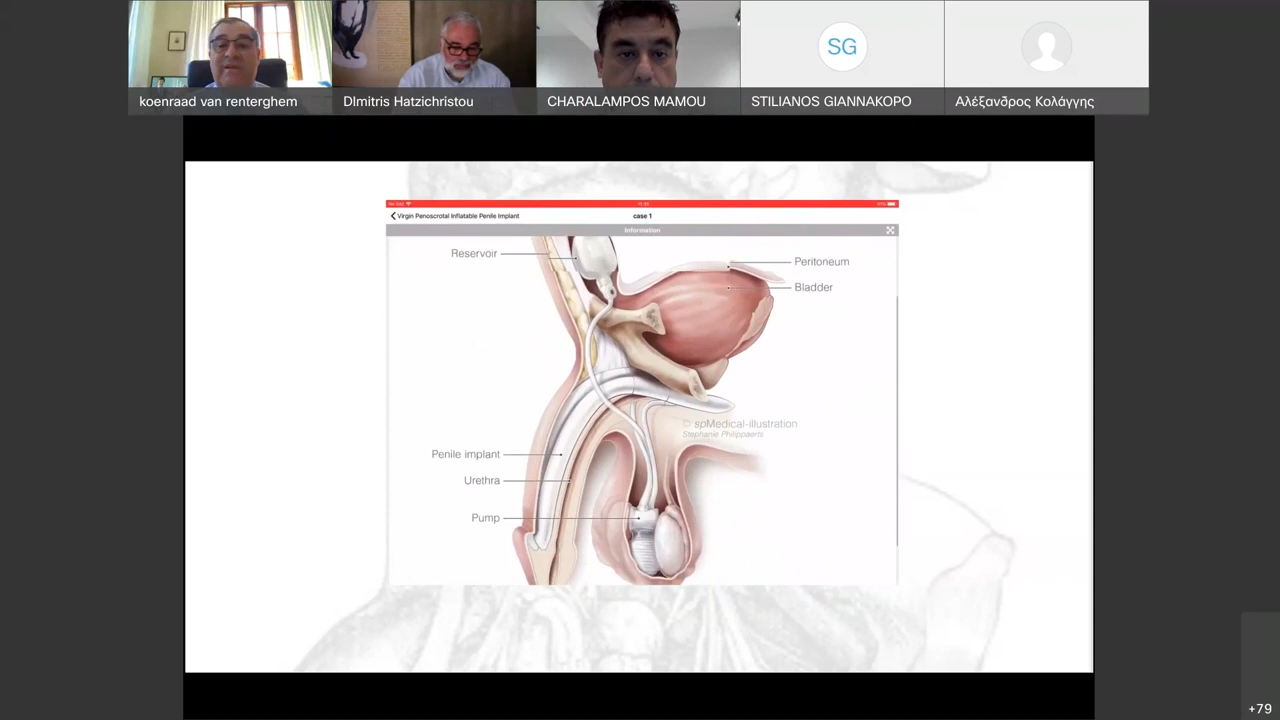 koenraad van renterghem
DImitris Hatzichristou
CHARALAMPOS MAMOU
SG
STILIANOS GIANNAKOPO
Αλέξανδρος Κολάγγης
Virgin Penoscrotal Inflatable Penile Implant
case 1
Information
Reservoir
Peritoneum
Bladder
© spMedical-illustration
Stephanie Philippaerts
Penile implant
Urethra
Pump
+79